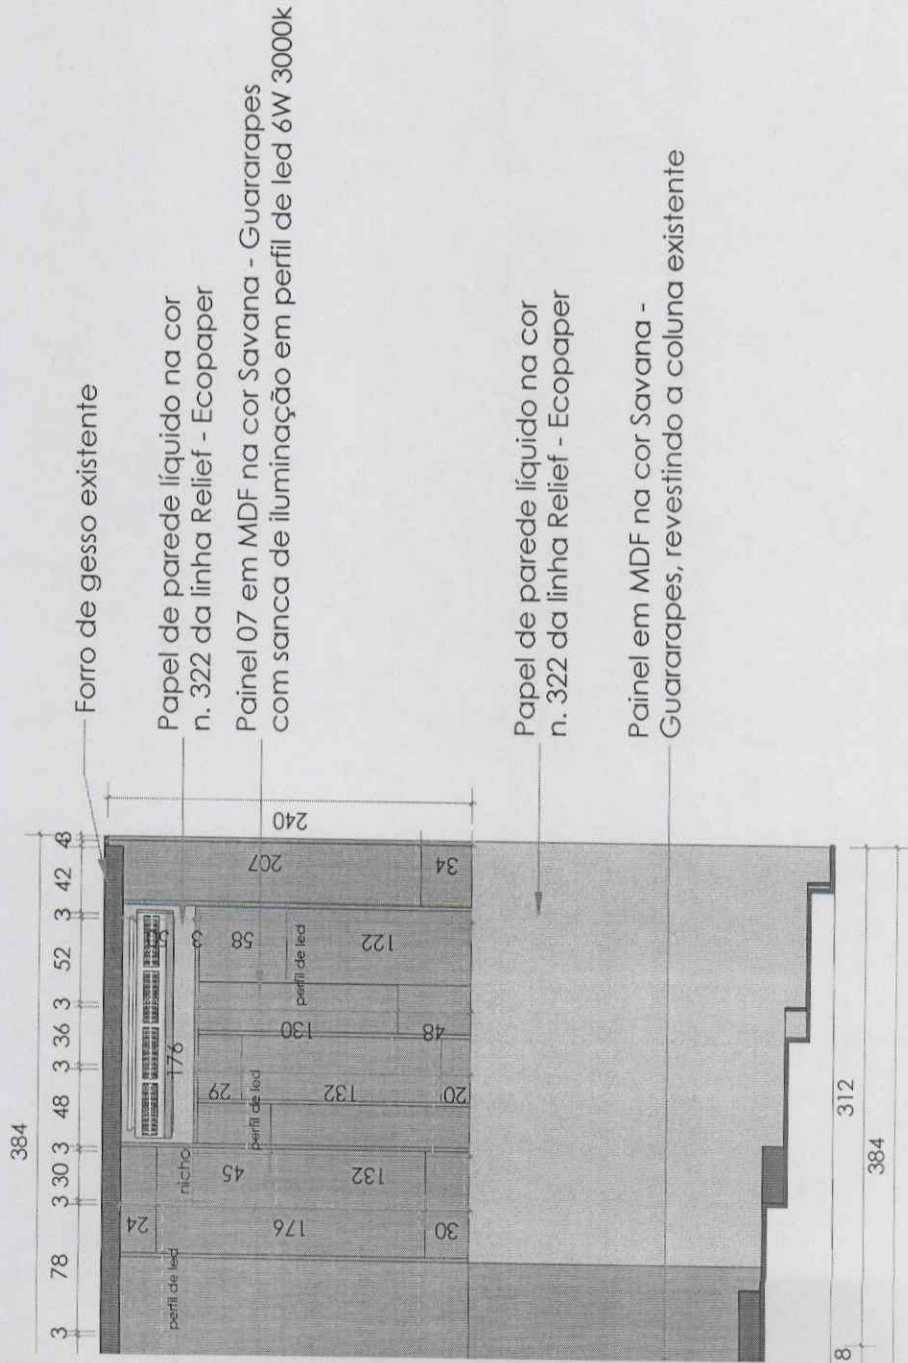 Forro de gesso existente
Papel de parede líquido na cor
n. 322 da linha Relief - Ecopaper
Painel 07 em MDF na cor Savana - Guararapes
com sanca de iluminação em perfil de led 6W 3000k
Papel de parede líquido na cor
n. 322 da linha Relief - Ecopaper
Painel em MDF na cor Savana -
Guararapes, revestindo a coluna existente
384
3
78
3
30
3
48
3
36
3
52
3
42
240
207
34
3
58
122
perfil de led
130
48
176
29
132
20
perfil de led
nicho
45
132
24
176
30
perfil de led
8
312
384